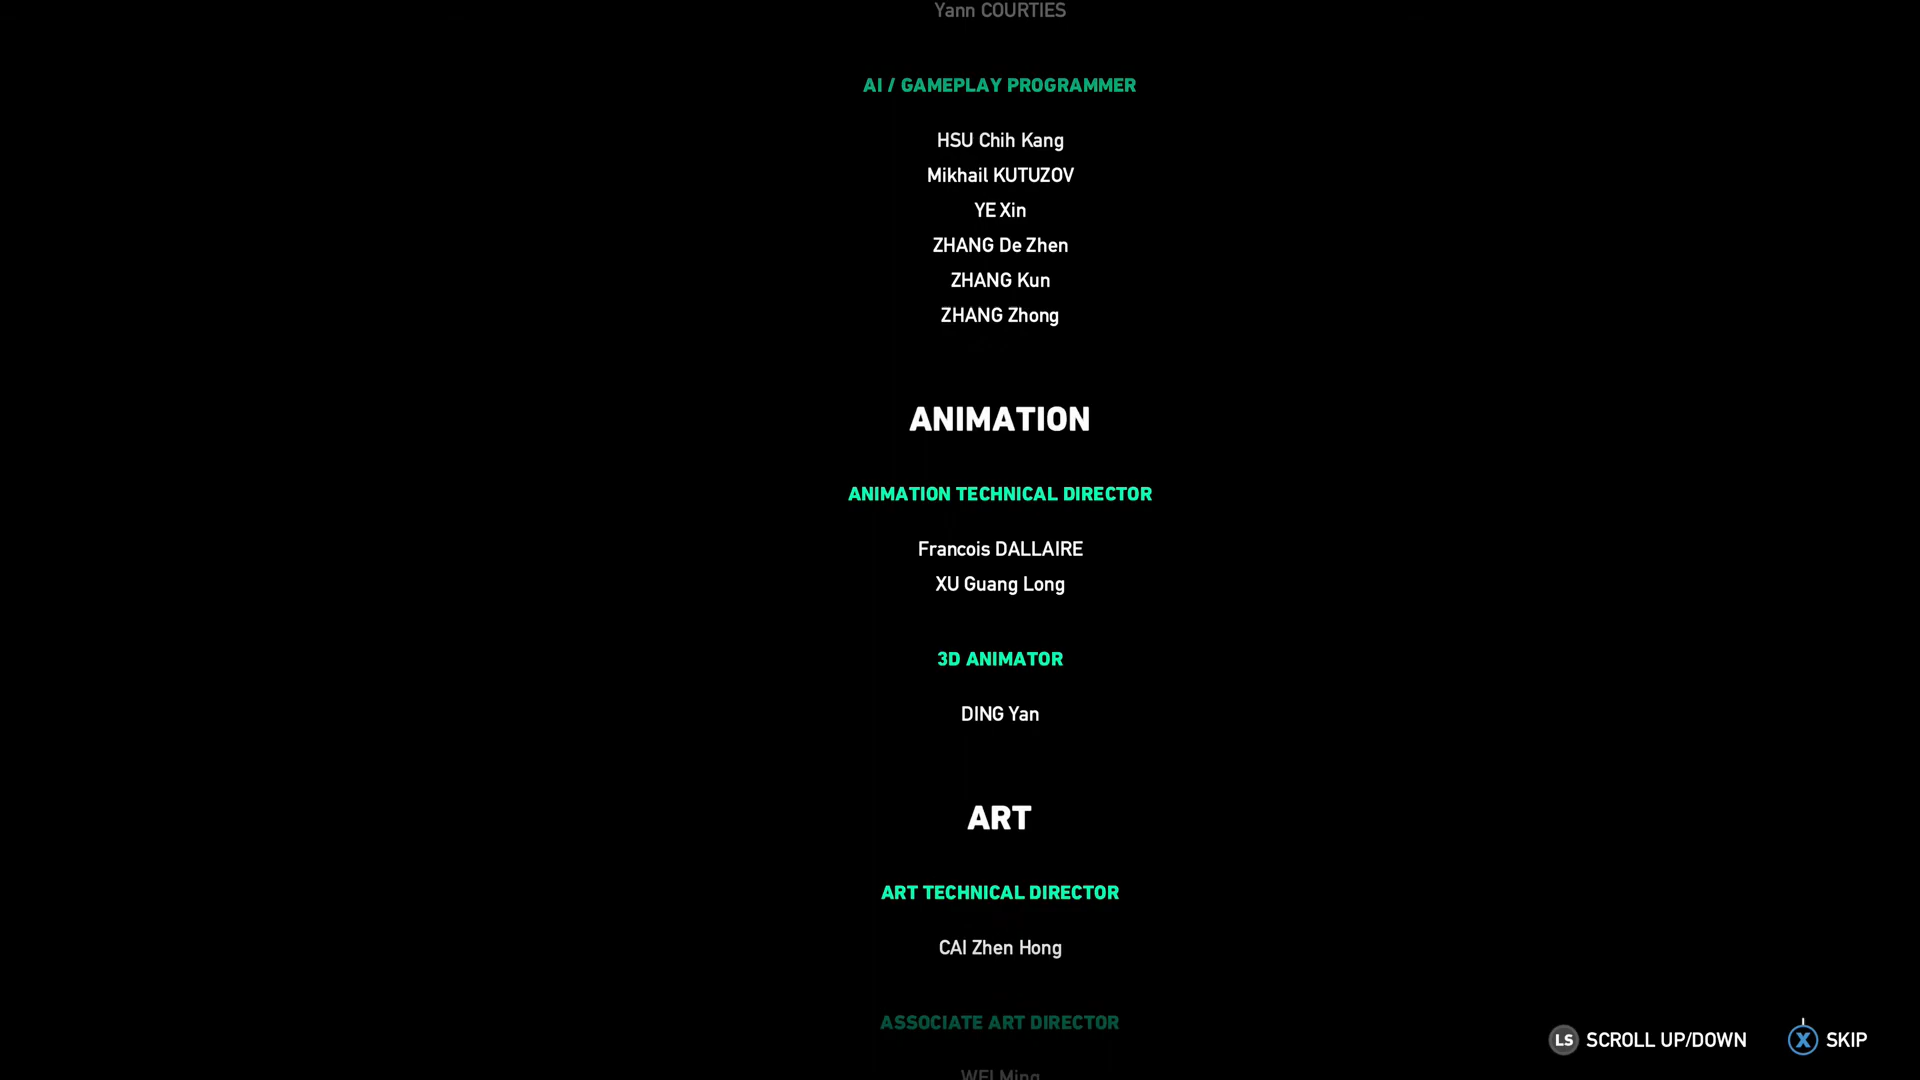 Yann COURTIES
AI / GAMEPLAY PROGRAMMER
HSU Chih Kang
Mikhail KUTUZOV
YE Xin
ZHANG De Zhen
ZHANG Kun
ZHANG Zhong
ANIMATION
ANIMATION TECHNICAL DIRECTOR
Francois DALLAIRE
XU Guang Long
3D ANIMATOR
DING Yan
ART
ART TECHNICAL DIRECTOR
CAI Zhen Hong
ASSOCIATE ART DIRECTOR
WEI Ming
LS SCROLL UP/DOWN X SKIP